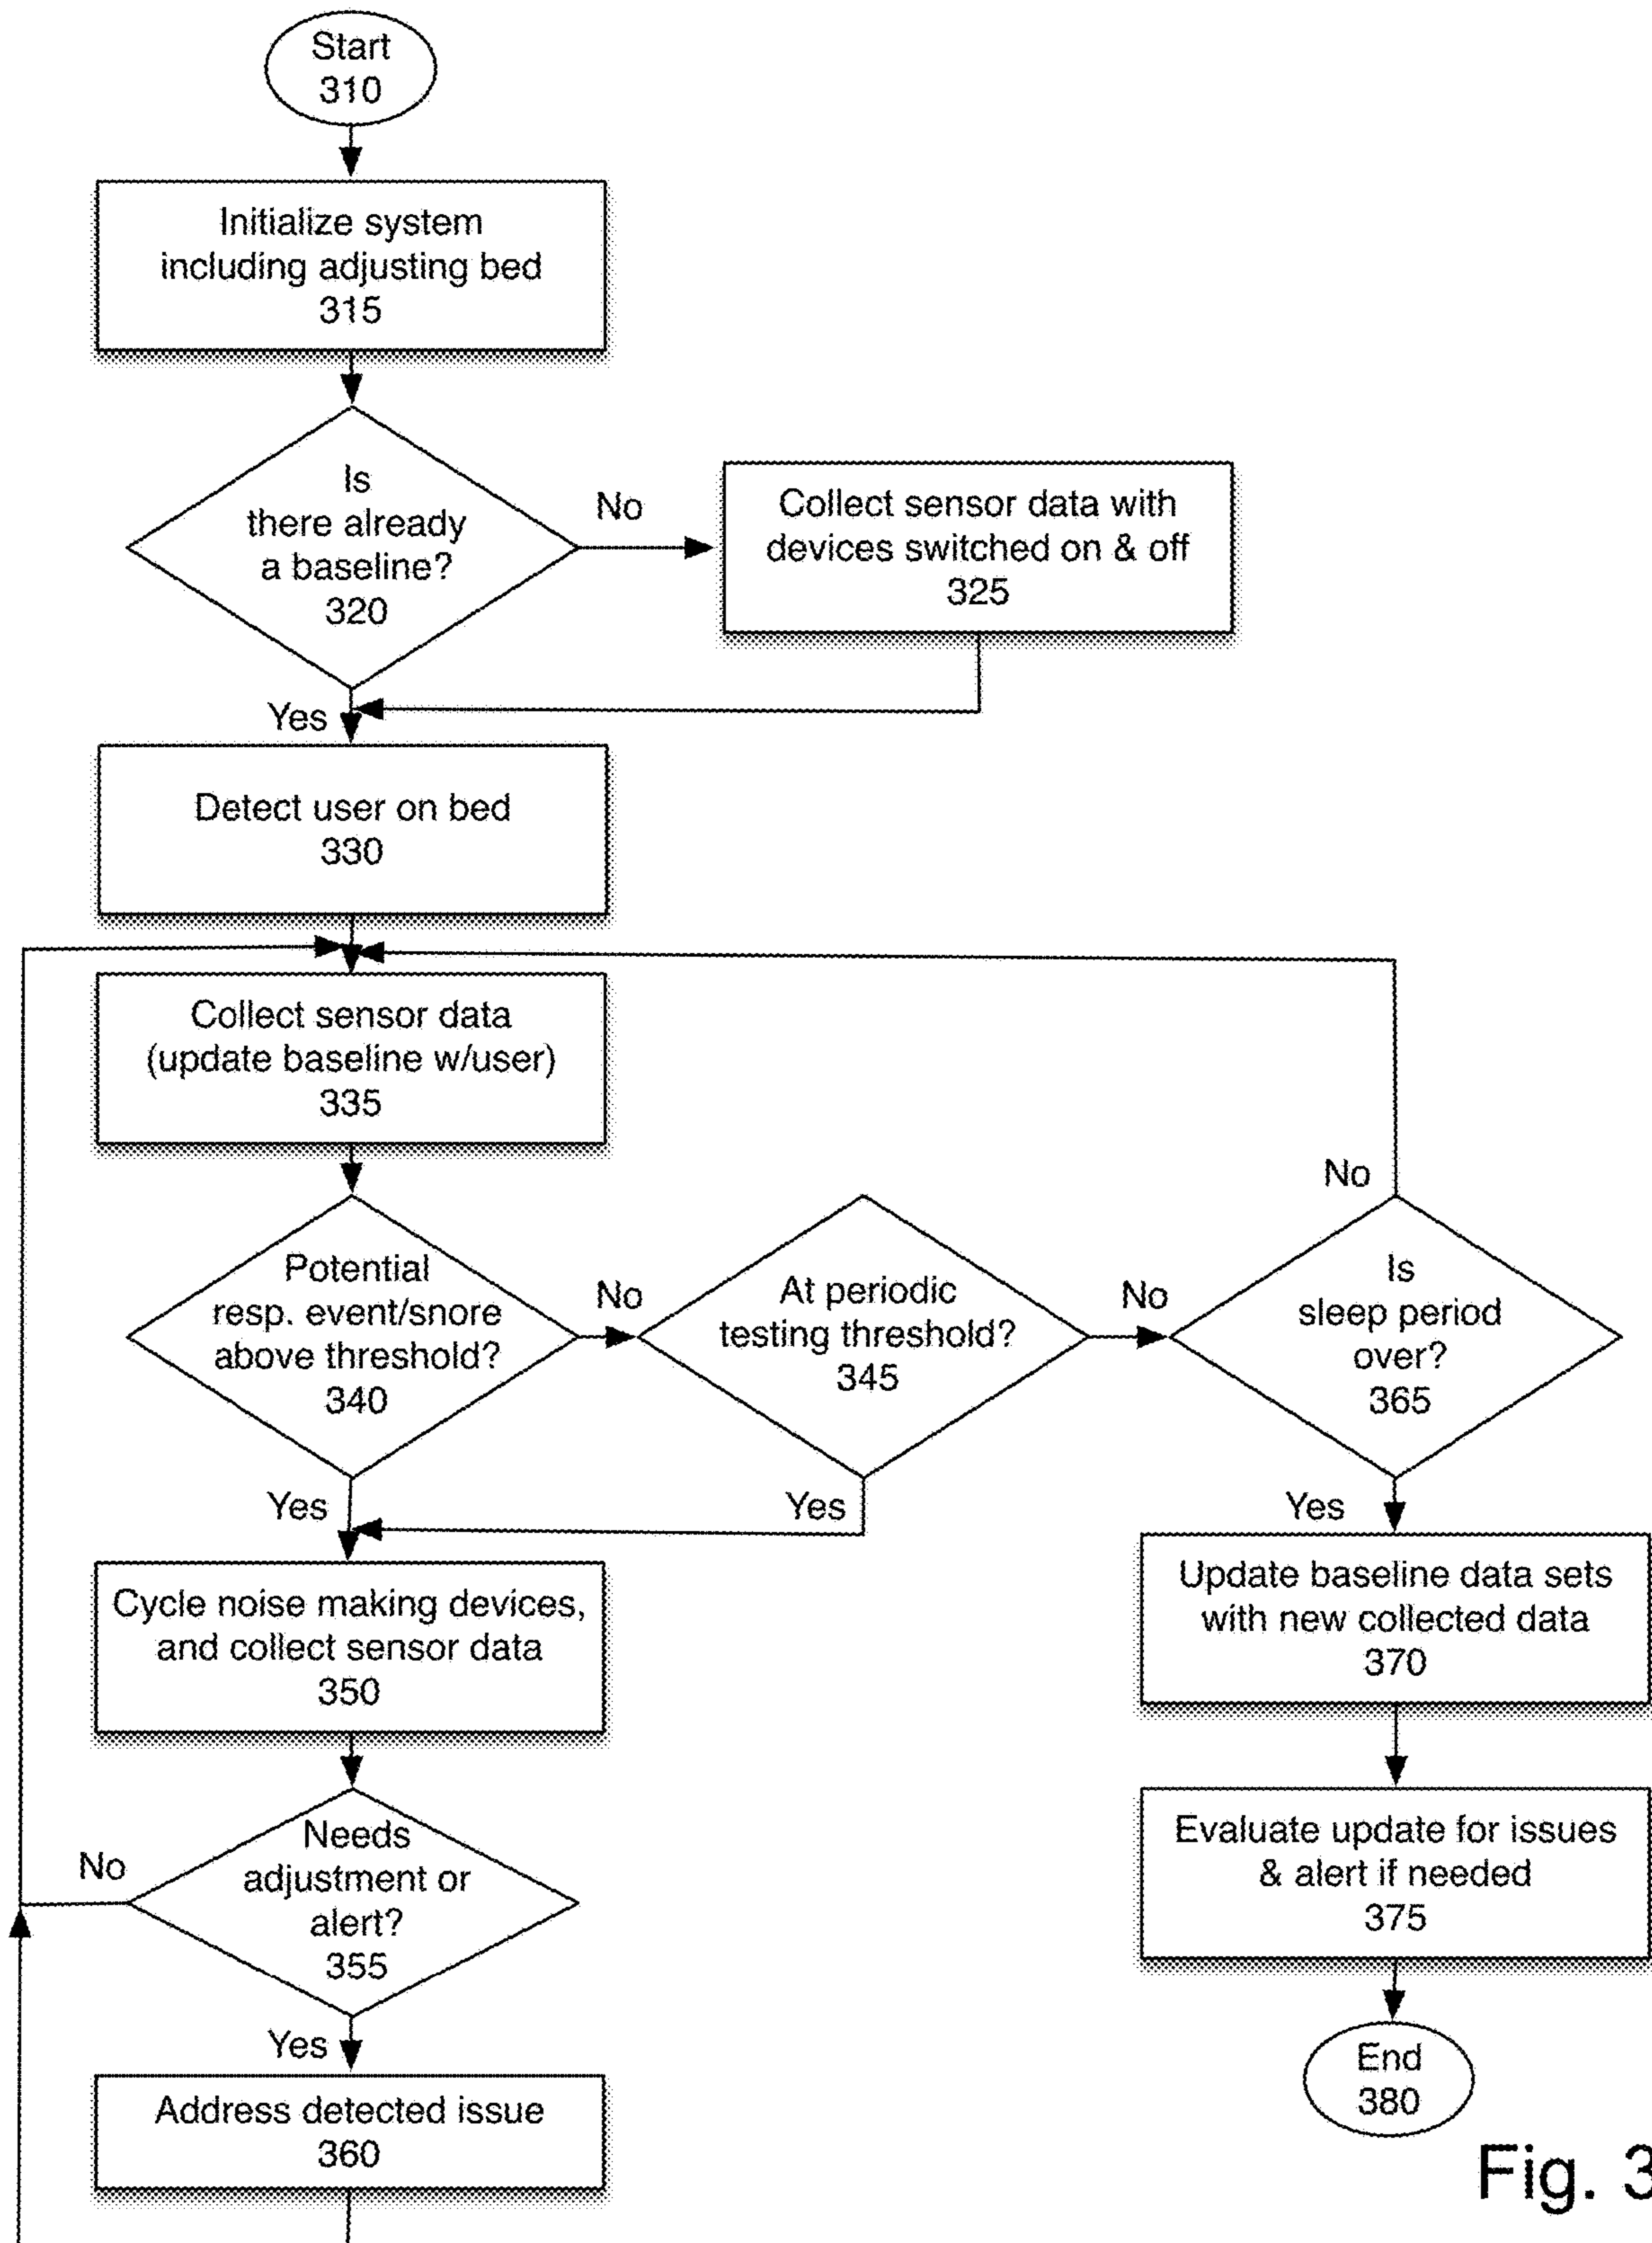 Start
310
Initialize system
including adjusting bed
315
Is
there already
a baseline?
320
No
Collect sensor data with
devices switched on & off
325
Yes
Detect user on bed
330
Collect sensor data
(update baseline w/user)
335
Potential
resp. event/snore
above threshold?
340
No
At periodic
testing threshold?
345
No
No
Is
sleep period
over?
365
Yes
Yes
Yes
Cycle noise making devices,
and collect sensor data
350
Update baseline data sets
with new collected data
370
Needs
adjustment or
alert?
355
No
Evaluate update for issues
& alert if needed
375
Yes
Address detected issue
360
End
380
Fig. 3